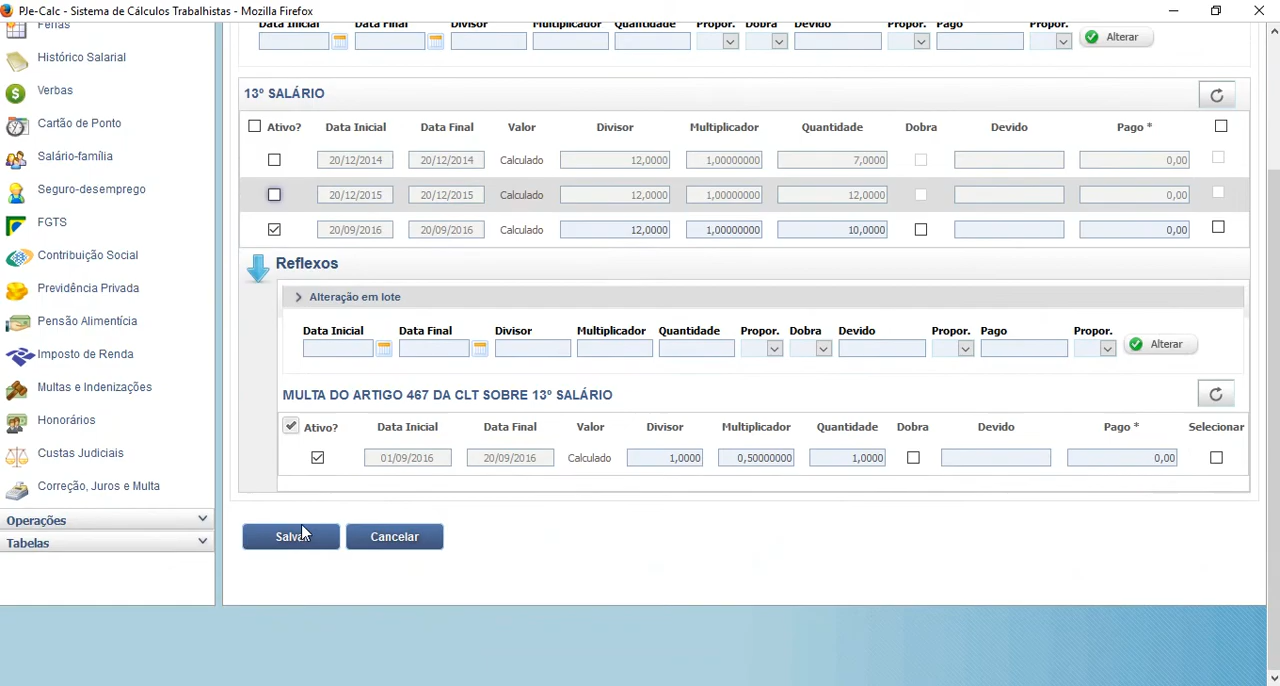 PJe-Calc - Sistema de Cálculos Trabalhistas - Mozilla Firefox
Férias
Histórico Salarial
Verbas
Cartão de Ponto
Salário-família
Seguro-desemprego
FGTS
Contribuição Social
Previdência Privada
Pensão Alimentícia
Imposto de Renda
Multas e Indenizações
Honorários
Custas Judiciais
Correção, Juros e Multa
Operações
Tabelas
Data Inicial Data Final Divisor Multiplicador Quantidade Propor. Dobra Devido Propor. Pago Propor.
Alterar
13º SALÁRIO
Ativo? Data Inicial Data Final Valor Divisor Multiplicador Quantidade Dobra Devido Pago *
20/12/2014 20/12/2014 Calculado 12,0000 1,00000000 7,0000 0,00
20/12/2015 20/12/2015 Calculado 12,0000 1,00000000 12,0000 0,00
20/09/2016 20/09/2016 Calculado 12,0000 1,00000000 10,0000 0,00
Reflexos
Alteração em lote
Data Inicial Data Final Divisor Multiplicador Quantidade Propor. Dobra Devido Propor. Pago Propor.
Alterar
MULTA DO ARTIGO 467 DA CLT SOBRE 13º SALÁRIO
Ativo? Data Inicial Data Final Valor Divisor Multiplicador Quantidade Dobra Devido Pago * Selecionar
01/09/2016 20/09/2016 Calculado 1,0000 0,50000000 1,0000 0,00
Salvar Cancelar